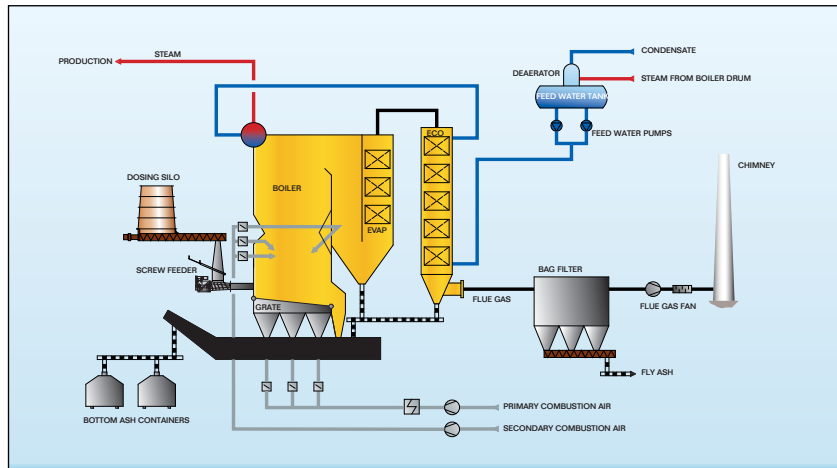 STEAM
PRODUCTION
CONDENSATE
DEAERATOR
STEAM FROM BOILER DRUM
FEED WATER TANK
FEED WATER PUMPS
ECO
CHIMNEY
DOSING SILO
BOILER
EVAP
SCREW FEEDER
BAG FILTER
GRATE
FLUE GAS
FLUE GAS FAN
FLY ASH
BOTTOM ASH CONTAINERS
PRIMARY COMBUSTION AIR
SECONDARY COMBUSTION AIR